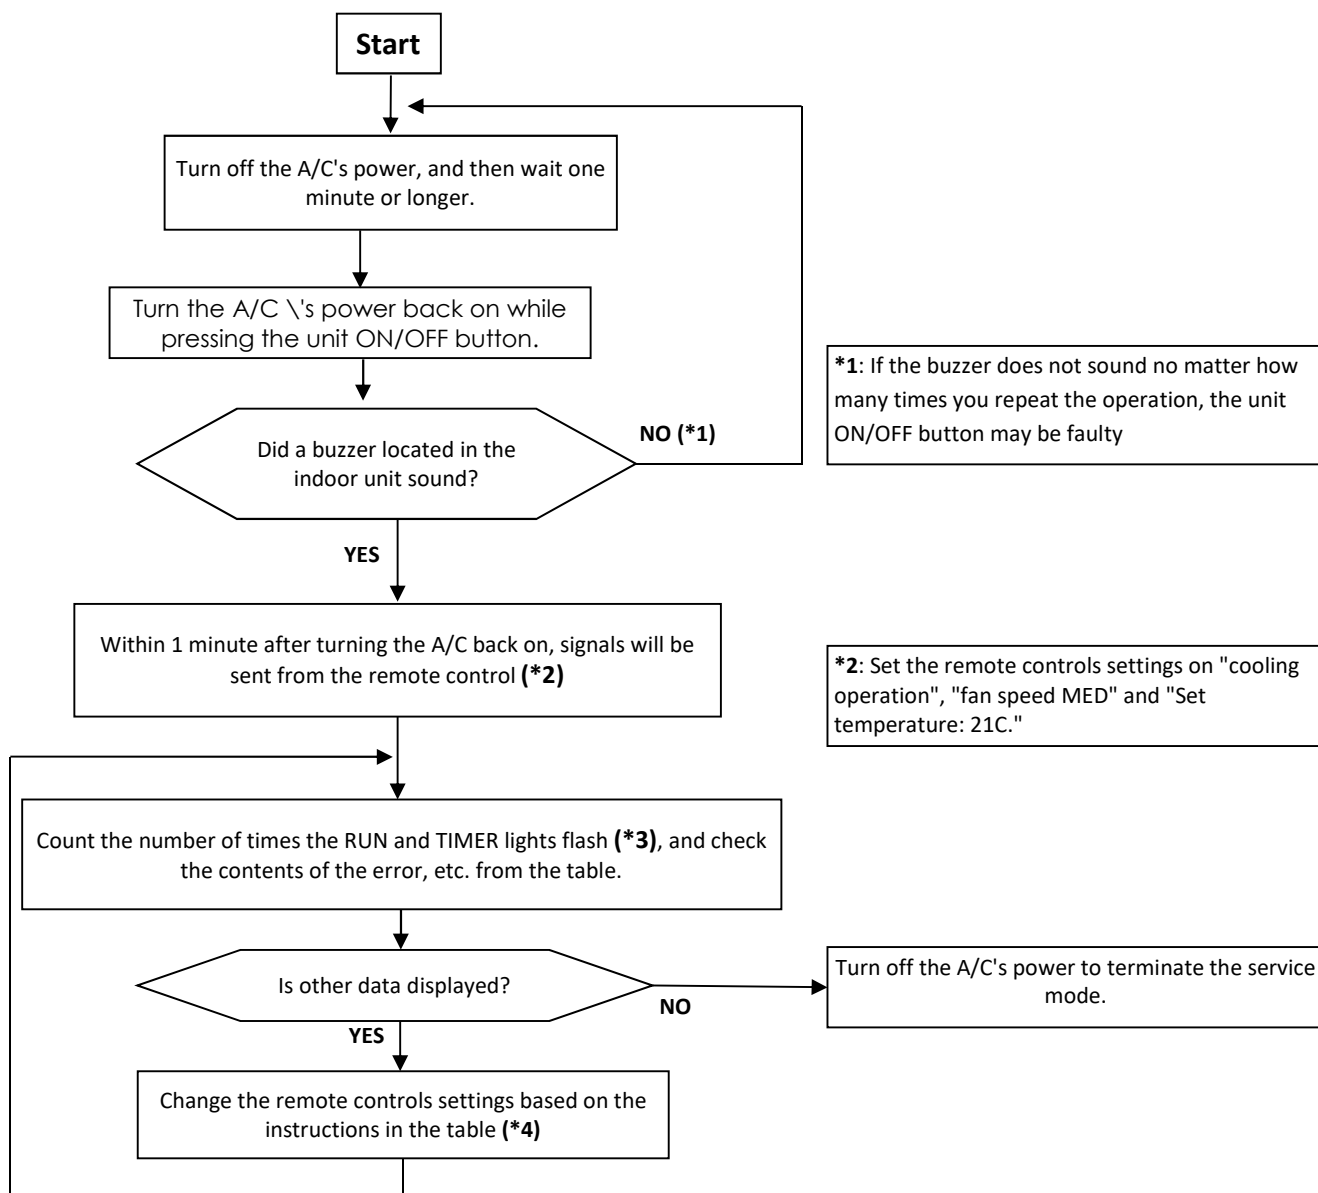 Start
Turn off the A/C's power, and then wait one
minute or longer.
Turn the A/C \'s power back on while
pressing the unit ON/OFF button.
*1: If the buzzer does not sound no matter how
many times you repeat the operation, the unit
ON/OFF button may be faulty
NO (*1)
Did a buzzer located in the
indoor unit sound?
YES
Within 1 minute after turning the A/C back on, signals will be
sent from the remote control (*2)
*2: Set the remote controls settings on "cooling
operation", "fan speed MED" and "Set
temperature: 21C."
Count the number of times the RUN and TIMER lights flash (*3), and check
the contents of the error, etc. from the table.
Is other data displayed?
NO
Turn off the A/C's power to terminate the service
mode.
YES
Change the remote controls settings based on the
instructions in the table (*4)